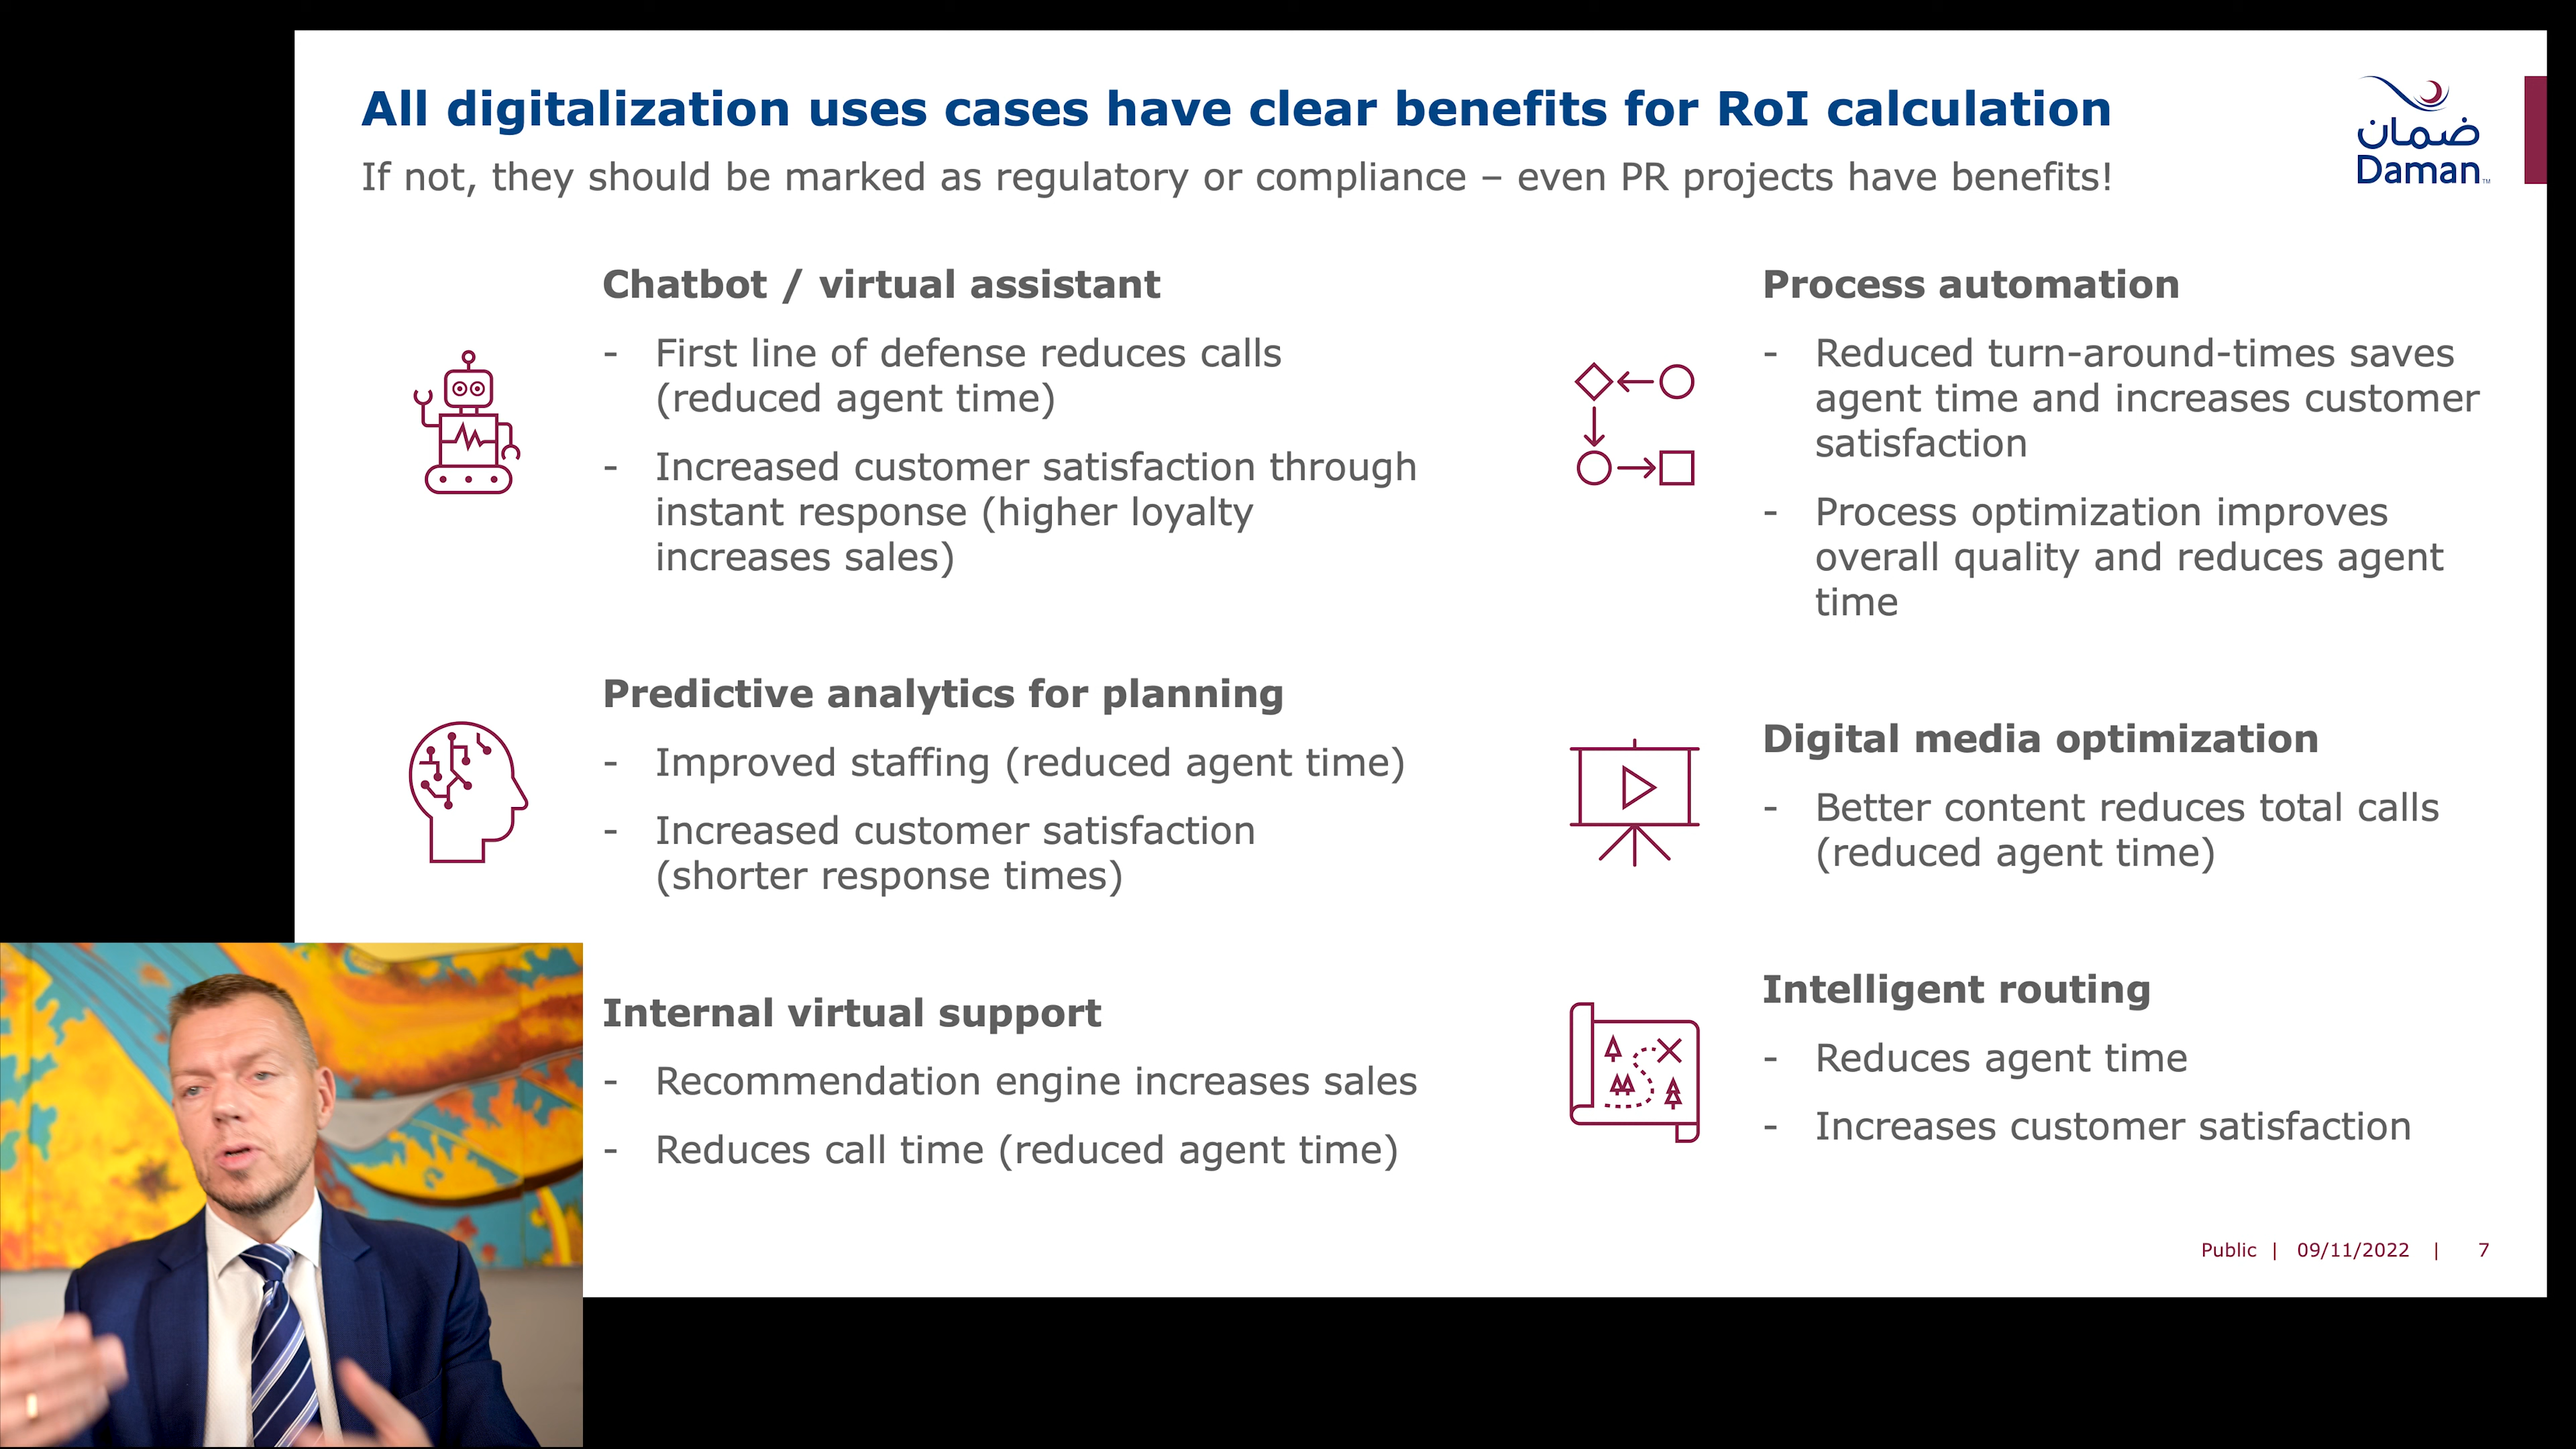 All digitalization uses cases have clear benefits for RoI calculation
If not, they should be marked as regulatory or compliance – even PR projects have benefits!
ضمان
Daman™
Chatbot / virtual assistant
- First line of defense reduces calls
(reduced agent time)
- Increased customer satisfaction through
instant response (higher loyalty
increases sales)
Predictive analytics for planning
- Improved staffing (reduced agent time)
- Increased customer satisfaction
(shorter response times)
Internal virtual support
- Recommendation engine increases sales
- Reduces call time (reduced agent time)
Process automation
- Reduced turn-around-times saves
agent time and increases customer
satisfaction
- Process optimization improves
overall quality and reduces agent
time
Digital media optimization
- Better content reduces total calls
(reduced agent time)
Intelligent routing
- Reduces agent time
- Increases customer satisfaction
Public | 09/11/2022 | 7